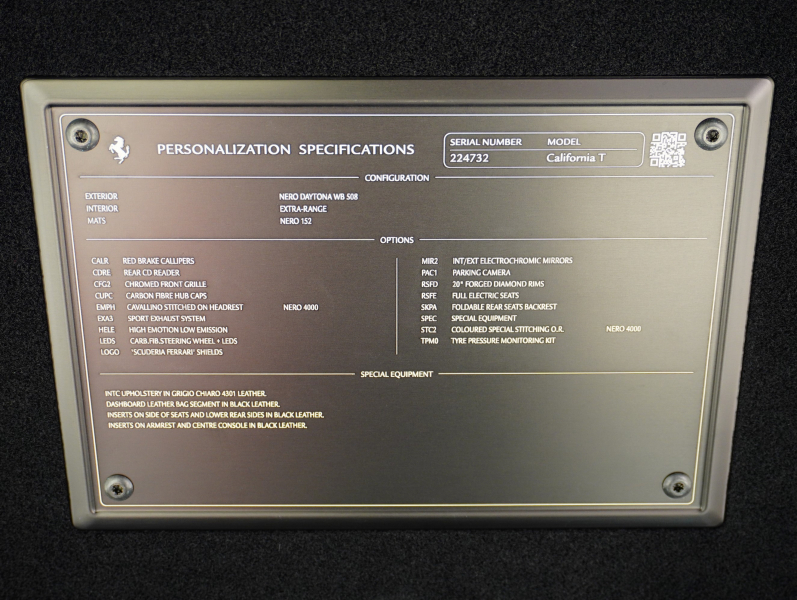 PERSONALIZATION SPECIFICATIONS
SERIAL NUMBER MODEL
224732 California T
CONFIGURATION
EXTERIOR NERO DAYTONA WB 508
INTERIOR EXTRA-RANGE
MATS NERO 152
OPTIONS
CALR RED BRAKE CALLIPERS
CDRE REAR CD READER
CFG2 CHROMED FRONT GRILLE
CUPC CARBON FIBRE HUB CAPS
EMPH CAVALLINO STITCHED ON HEADREST NERO 4000
EXA3 SPORT EXHAUST SYSTEM
HELE HIGH EMOTION LOW EMISSION
LEDS CARB.FIB.STEERING WHEEL + LEDS
LOGO 'SCUDERIA FERRARI' SHIELDS
MIR2 INT/EXT ELECTROCHROMIC MIRRORS
PAC1 PARKING CAMERA
RSFD 20" FORGED DIAMOND RIMS
RSFE FULL ELECTRIC SEATS
SKPA FOLDABLE REAR SEATS BACKREST
SPEC SPECIAL EQUIPMENT
STC2 COLOURED SPECIAL STITCHING O.R. NERO 4000
TPM0 TYRE PRESSURE MONITORING KIT
SPECIAL EQUIPMENT
INTC UPHOLSTERY IN GRIGIO CHIARO 4301 LEATHER.
DASHBOARD LEATHER BAG SEGMENT IN BLACK LEATHER.
INSERTS ON SIDE OF SEATS AND LOWER REAR SIDES IN BLACK LEATHER.
INSERTS ON ARMREST AND CENTRE CONSOLE IN BLACK LEATHER.